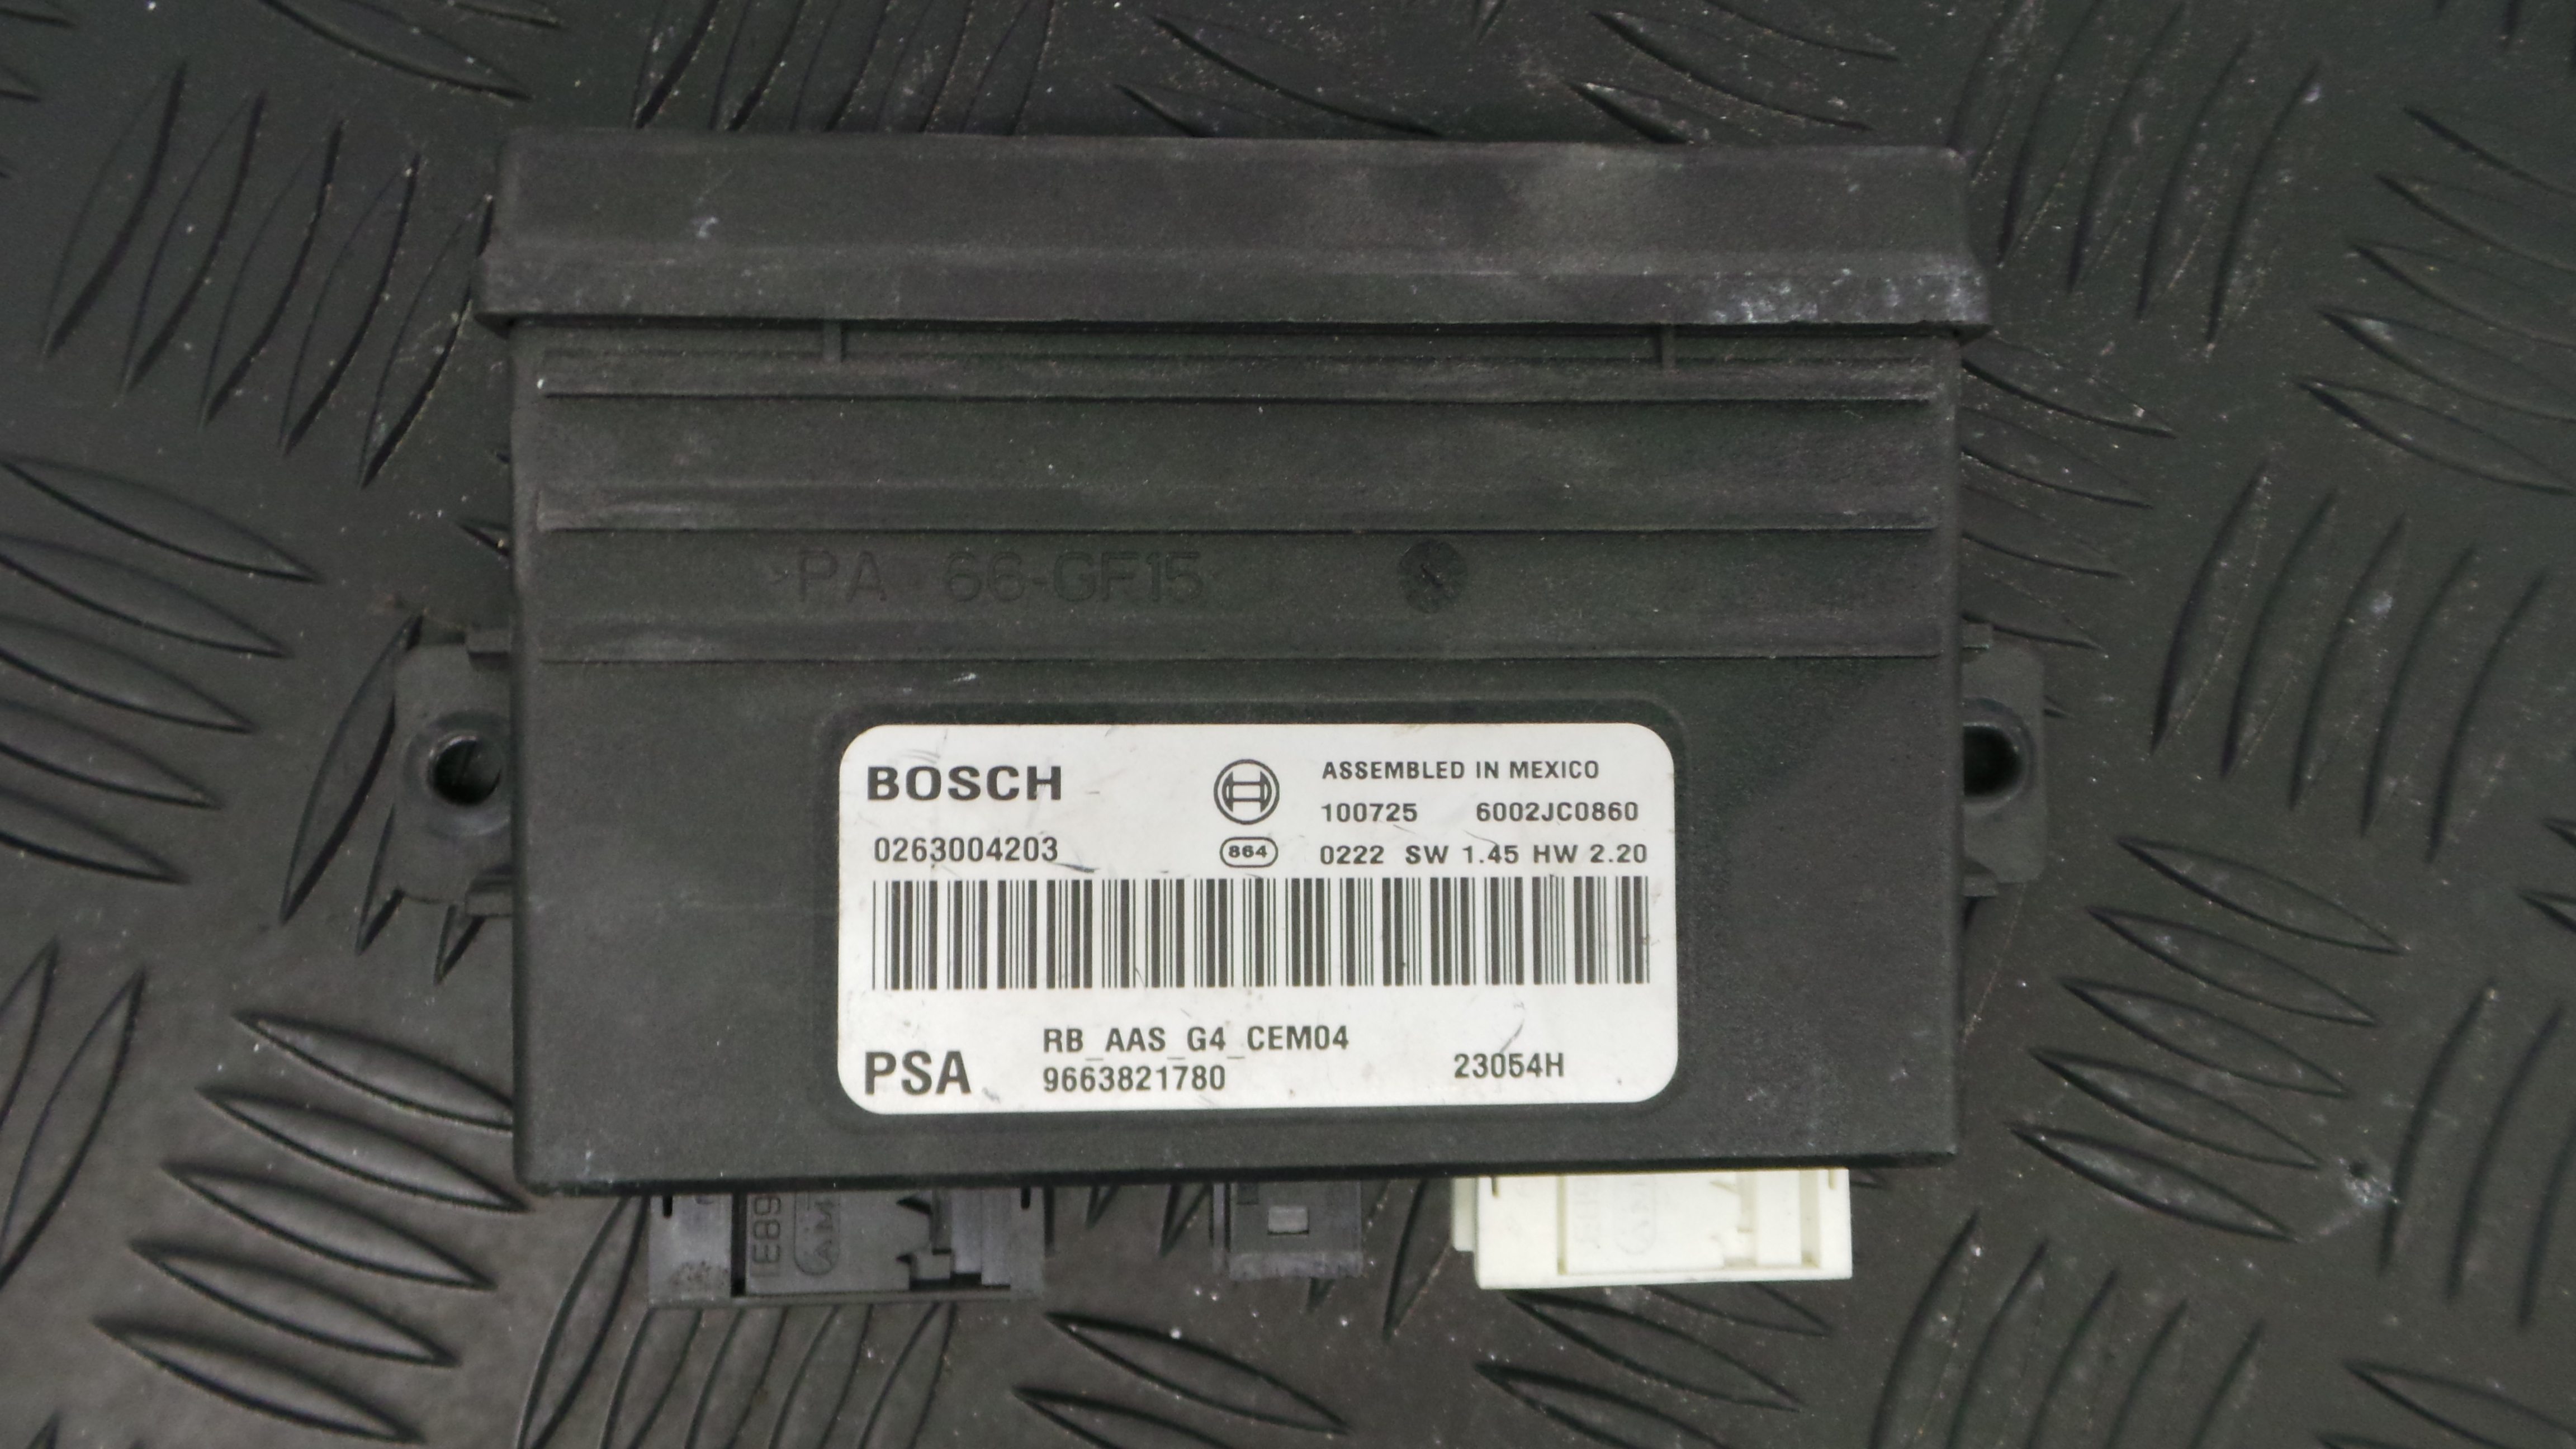 >PA 66-GF15
BOSCH
ASSEMBLED IN MEXICO
100725 6002JC0860
0263004203
864
0222 SW 1.45 HW 2.20
RB_AAS_G4_CEM04
PSA
9663821780
23054H